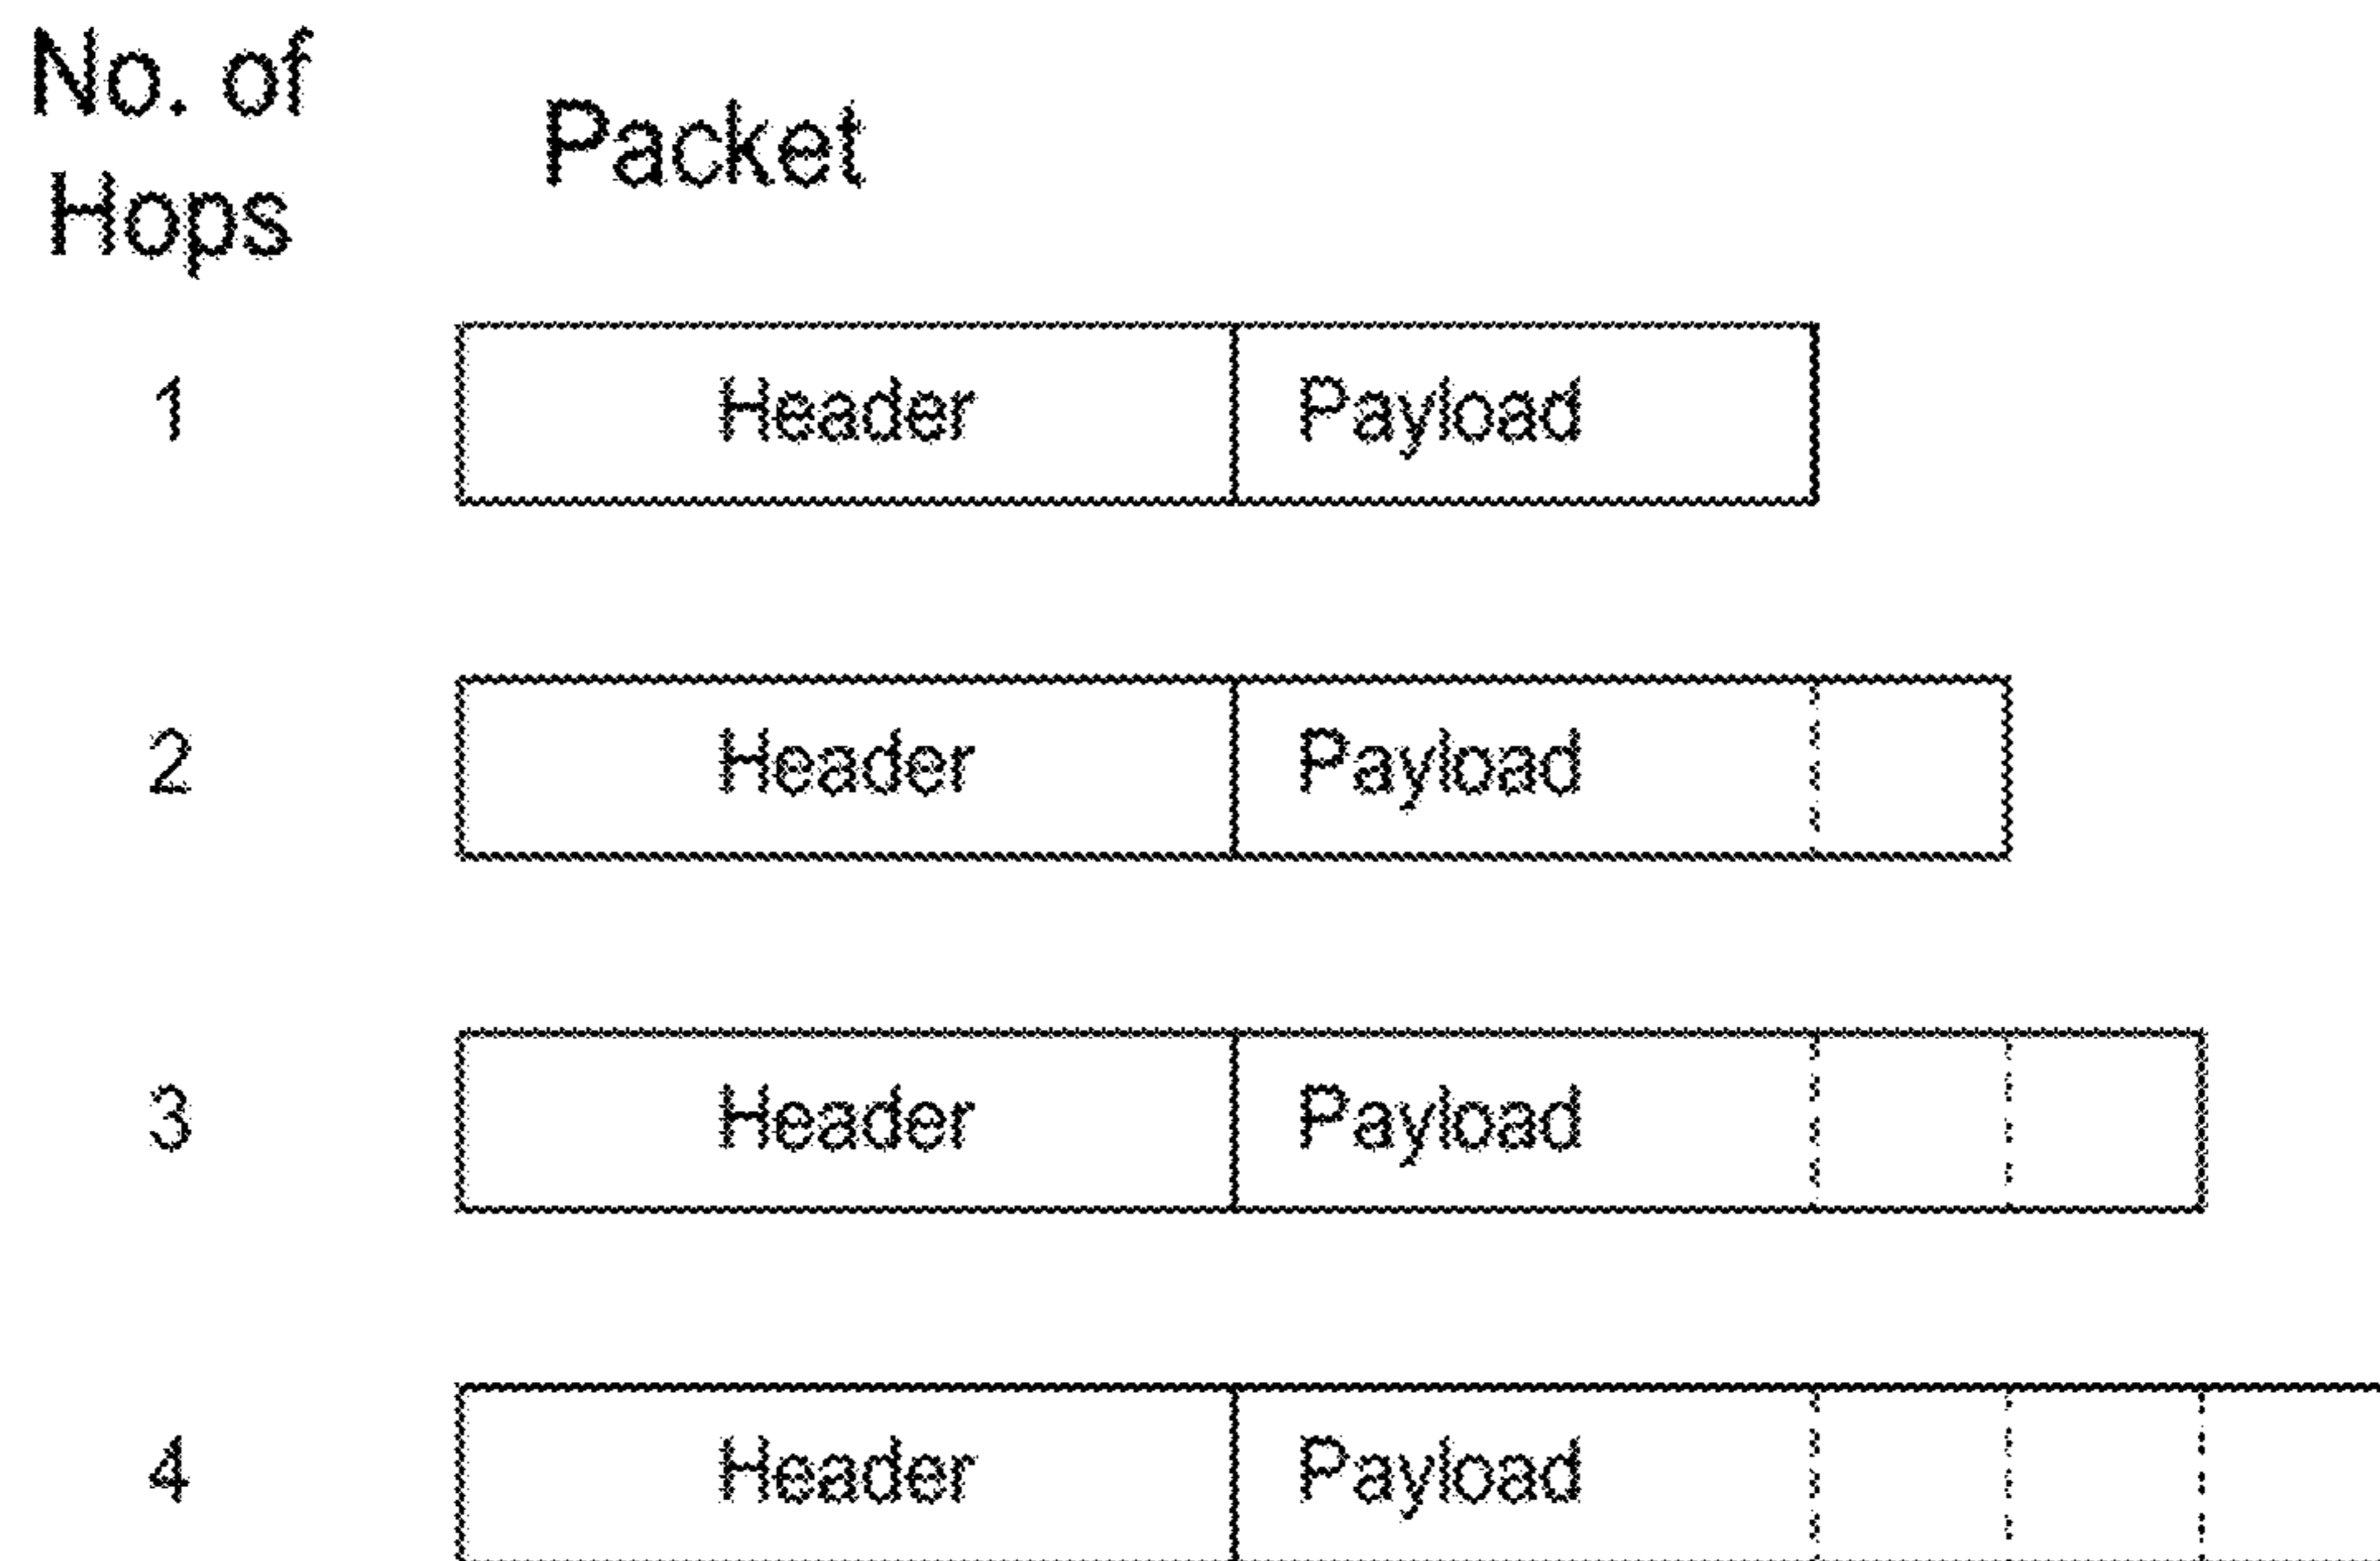 No. of
Hops
Packet
1 Header Payload
2 Header Payload
3 Header Payload
4 Header Payload